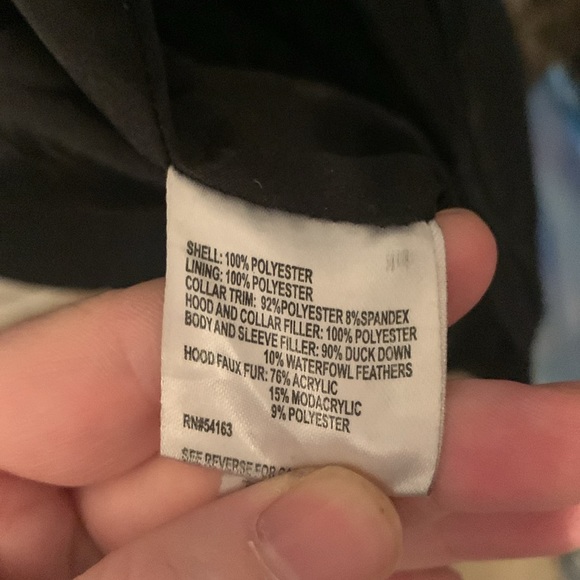 SHELL: 100% POLYESTER
LINING: 100% POLYESTER
COLLAR TRIM: 92%POLYESTER 8%SPANDEX
HOOD AND COLLAR FILLER: 100% POLYESTER
BODY AND SLEEVE FILLER: 90% DUCK DOWN
10% WATERFOWL FEATHERS
HOOD FAUX FUR: 76% ACRYLIC
15% MODACRYLIC
9% POLYESTER
RN#54163
SEE REVERSE FOR